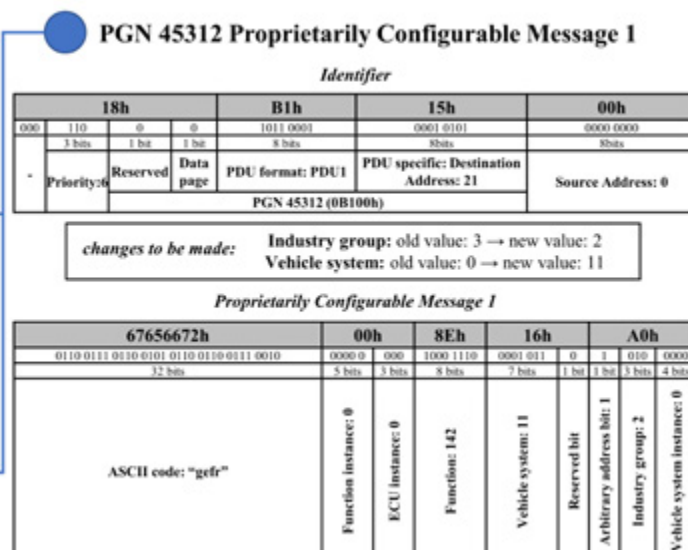 PGN 45312 Proprietarily Configurable Message 1
Identifier
18h B1h 15h 00h
000 110 0 0 1011 0001 0001 0101 0000 0000
3 bits 1 bit 1 bit 8 bits 8bits 8bits
- Priority:6 Reserved Data page PDU format: PDU1 PDU specific: Destination Address: 21 Source Address: 0
PGN 45312 (0B100h)
changes to be made:
Industry group: old value: 3 → new value: 2
Vehicle system: old value: 0 → new value: 11
Proprietarily Configurable Message 1
67656672h 00h 8Eh 16h A0h
0110 0111 0110 0101 0110 0110 0111 0010 0000 0 000 1000 1110 0001 011 0 1 010 0000
32 bits 5 bits 3 bits 8 bits 7 bits 1 bit 1 bit 3 bits 4 bits
ASCII code: "gefr"
Function instance: 0
ECU instance: 0
Function: 142
Vehicle system: 11
Reserved bit
Arbitrary address bit: 1
Industry group: 2
Vehicle system instance: 0